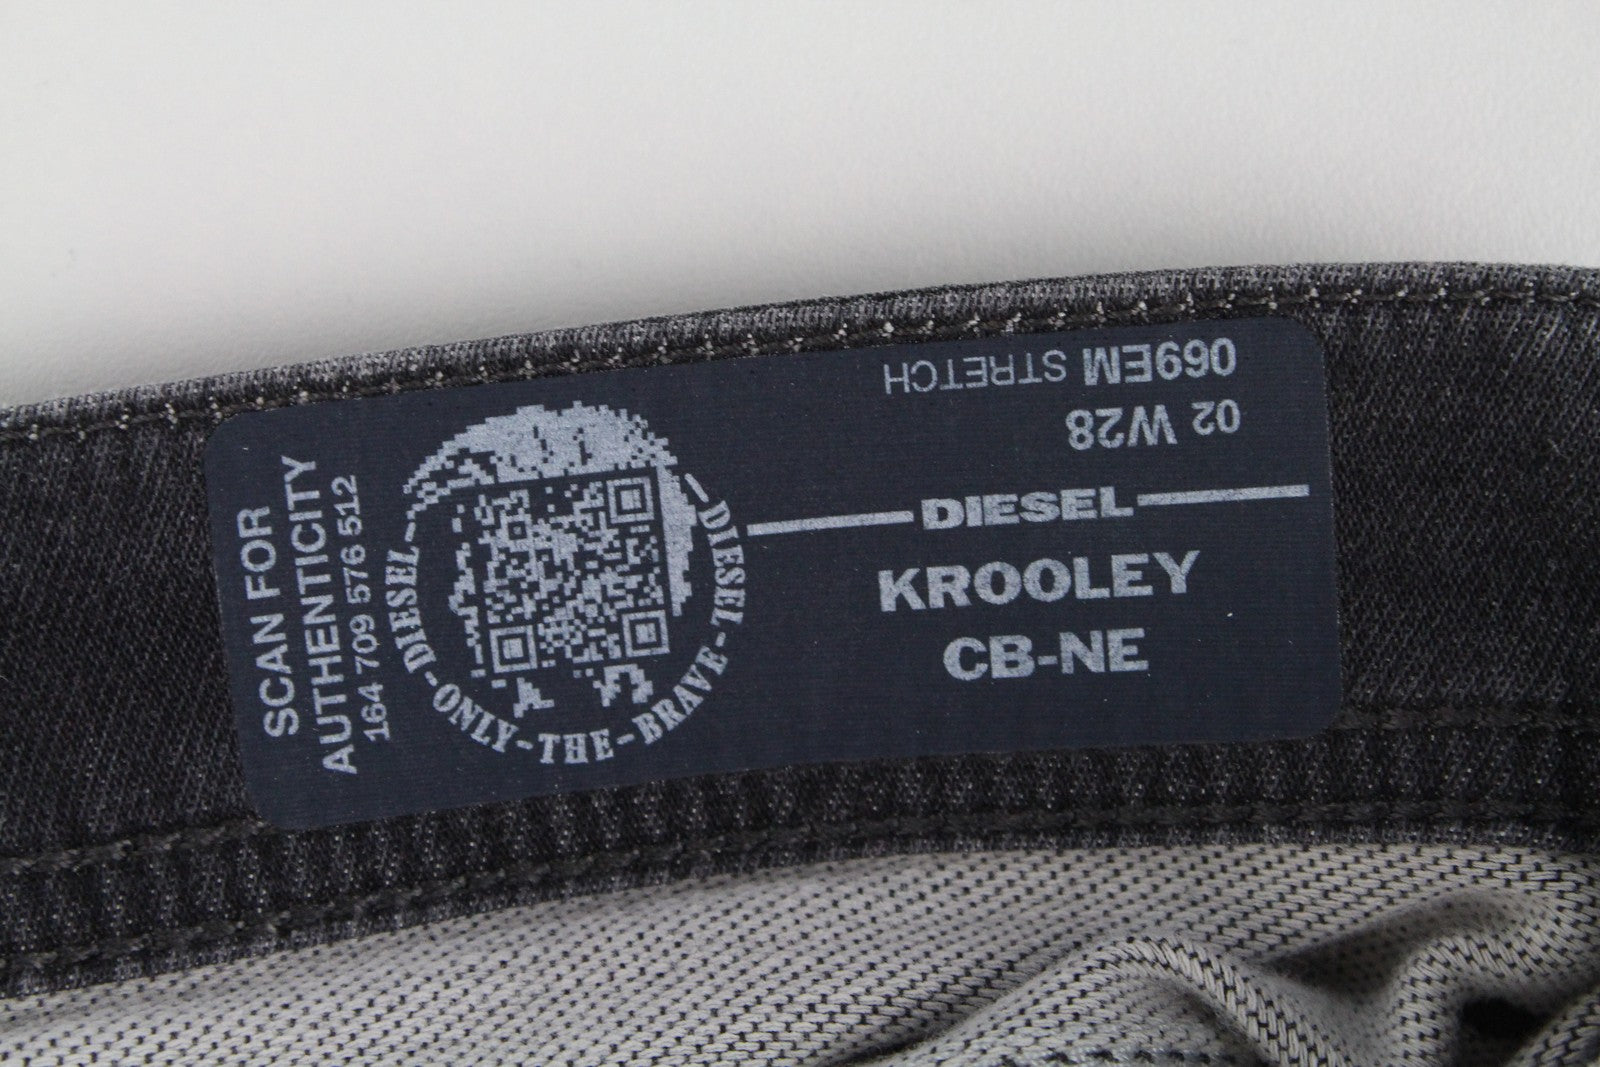 SCAN FOR
AUTHENTICITY
164 709 576 512
DIESEL-ONLY-THE-BRAVE-DIESEL
069EM STRETCH
02 W28
DIESEL
KROOLEY
CB-NE